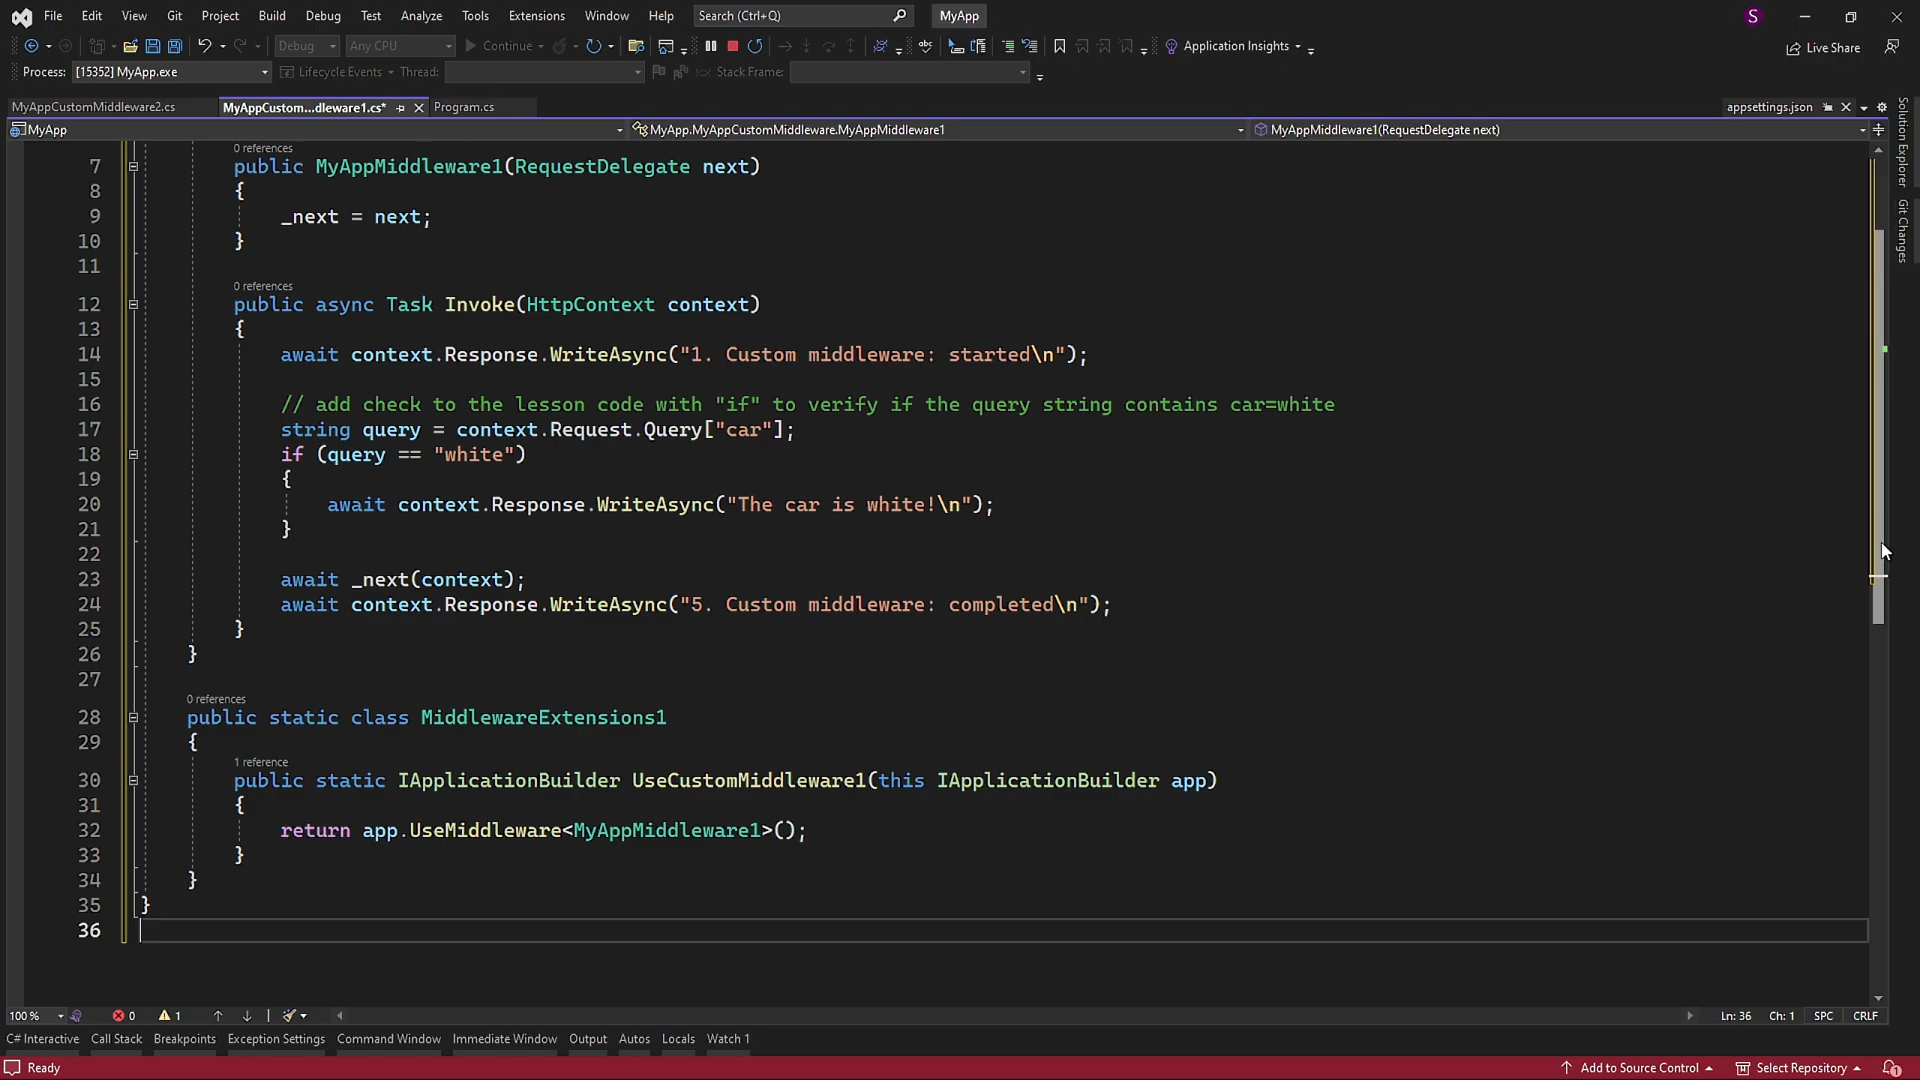 File Edit View Git Project Build Debug Test Analyze Tools Extensions Window Help Search (Ctrl+Q) MyApp S
Debug Any CPU Continue Application Insights Live Share
Process: [15352] MyApp.exe Lifecycle Events Thread: Stack Frame:
MyAppCustomMiddleware2.cs MyAppCustom...dleware1.cs* Program.cs appsettings.json
MyApp MyApp.MyAppCustomMiddleware.MyAppMiddleware1 MyAppMiddleware1(RequestDelegate next)
Solution Explorer
Git Changes
0 references
7 public MyAppMiddleware1(RequestDelegate next)
8 {
9 _next = next;
10 }
11
0 references
12 public async Task Invoke(HttpContext context)
13 {
14 await context.Response.WriteAsync("1. Custom middleware: started\n");
15
16 // add check to the lesson code with "if" to verify if the query string contains car=white
17 string query = context.Request.Query["car"];
18 if (query == "white")
19 {
20 await context.Response.WriteAsync("The car is white!\n");
21 }
22
23 await _next(context);
24 await context.Response.WriteAsync("5. Custom middleware: completed\n");
25 }
26 }
27
0 references
28 public static class MiddlewareExtensions1
29 {
1 reference
30 public static IApplicationBuilder UseCustomMiddleware1(this IApplicationBuilder app)
31 {
32 return app.UseMiddleware<MyAppMiddleware1>();
33 }
34 }
35 }
36
100 % 0 1 Ln: 36 Ch: 1 SPC CRLF
C# Interactive Call Stack Breakpoints Exception Settings Command Window Immediate Window Output Autos Locals Watch 1
Ready Add to Source Control Select Repository 1